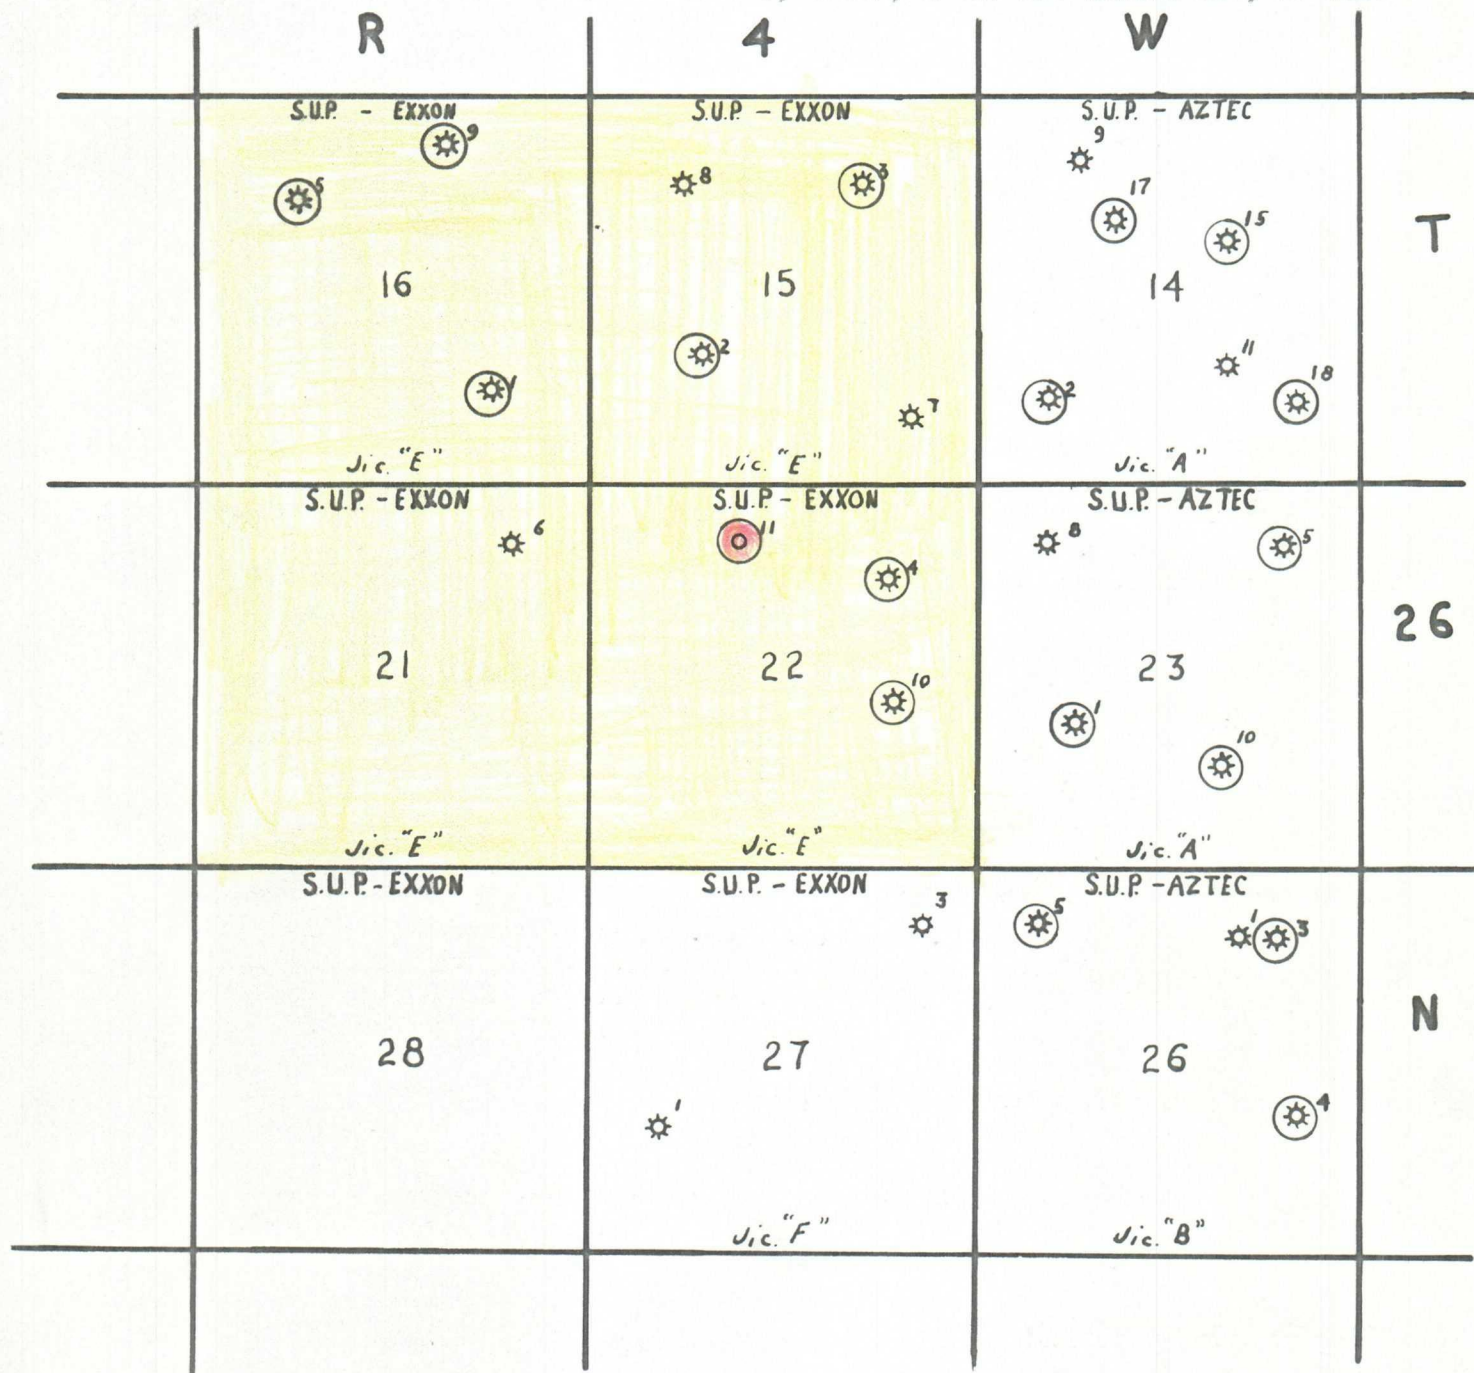 R 4 W
S.U.P. - EXXON
9
5
16
1
Jic. "E"
S.U.P. - EXXON
8
3
15
2
7
Jic. "E"
S.U.P. - AZTEC
9
17
15
14
11
2
18
Jic. "A"
T
S.U.P. - EXXON
6
21
Jic. "E"
S.U.P. - EXXON
11
4
22
10
Jic. "E"
S.U.P. - AZTEC
8
5
23
1
10
Jic. "A"
26
S.U.P. - EXXON
28
S.U.P. - EXXON
3
27
1
Jic. "F"
S.U.P. - AZTEC
5
1
3
26
4
Jic. "B"
N